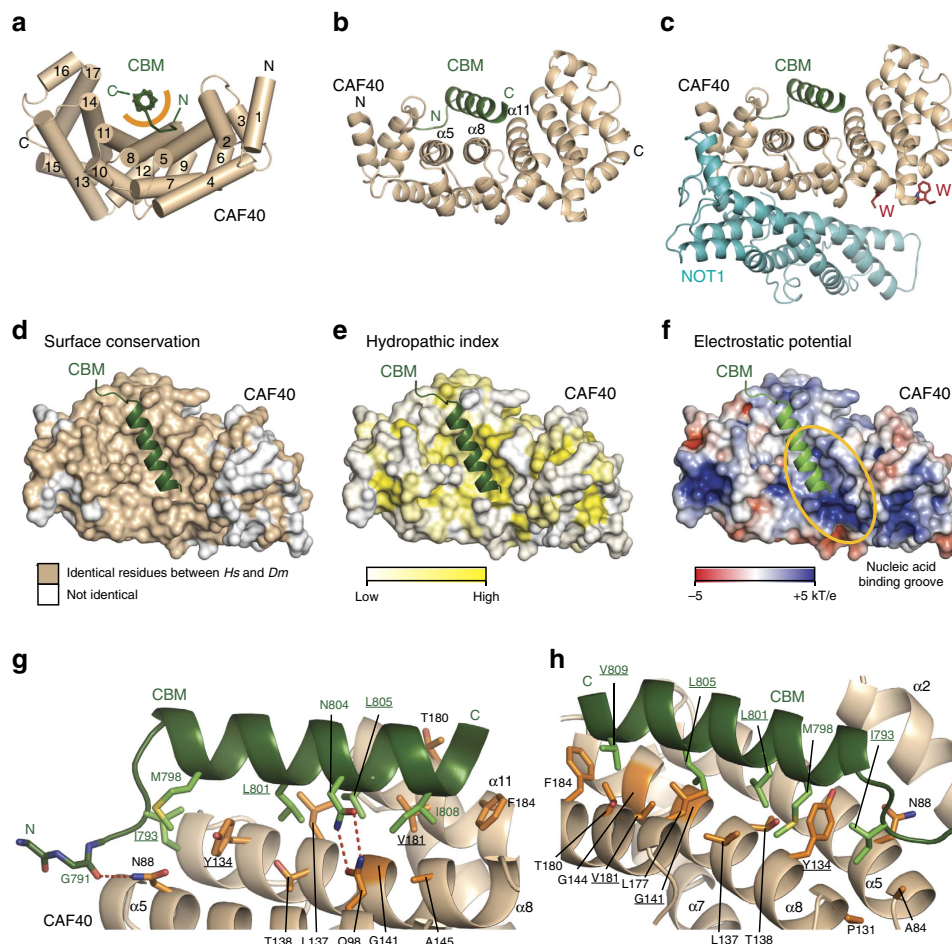 a
CBM
N
16
17
C
N
14
3
1
11
2
C
8
5
6
15
10
12
9
13
7
4
CAF40
b
CBM
CAF40
N
C
N
α11
α5
α8
C
c
CBM
CAF40
W
W
NOT1
d
Surface conservation
CBM
CAF40
Identical residues between Hs and Dm
Not identical
e
Hydropathic index
CBM
CAF40
Low
High
f
Electrostatic potential
CBM
CAF40
–5
+5 kT/e
Nucleic acid
binding groove
g
CBM
N804
L805
C
T180
M798
α11
L801
F184
I808
N
I793
V181
Y134
G791
N88
α5
CAF40
α8
T138
L137
Q98
G141
A145
h
V809
C
L805
CBM
α2
L801
M798
I793
F184
N88
T180
Y134
G144
V181
L177
α5
G141
α7
α8
L137
T138
P131
A84